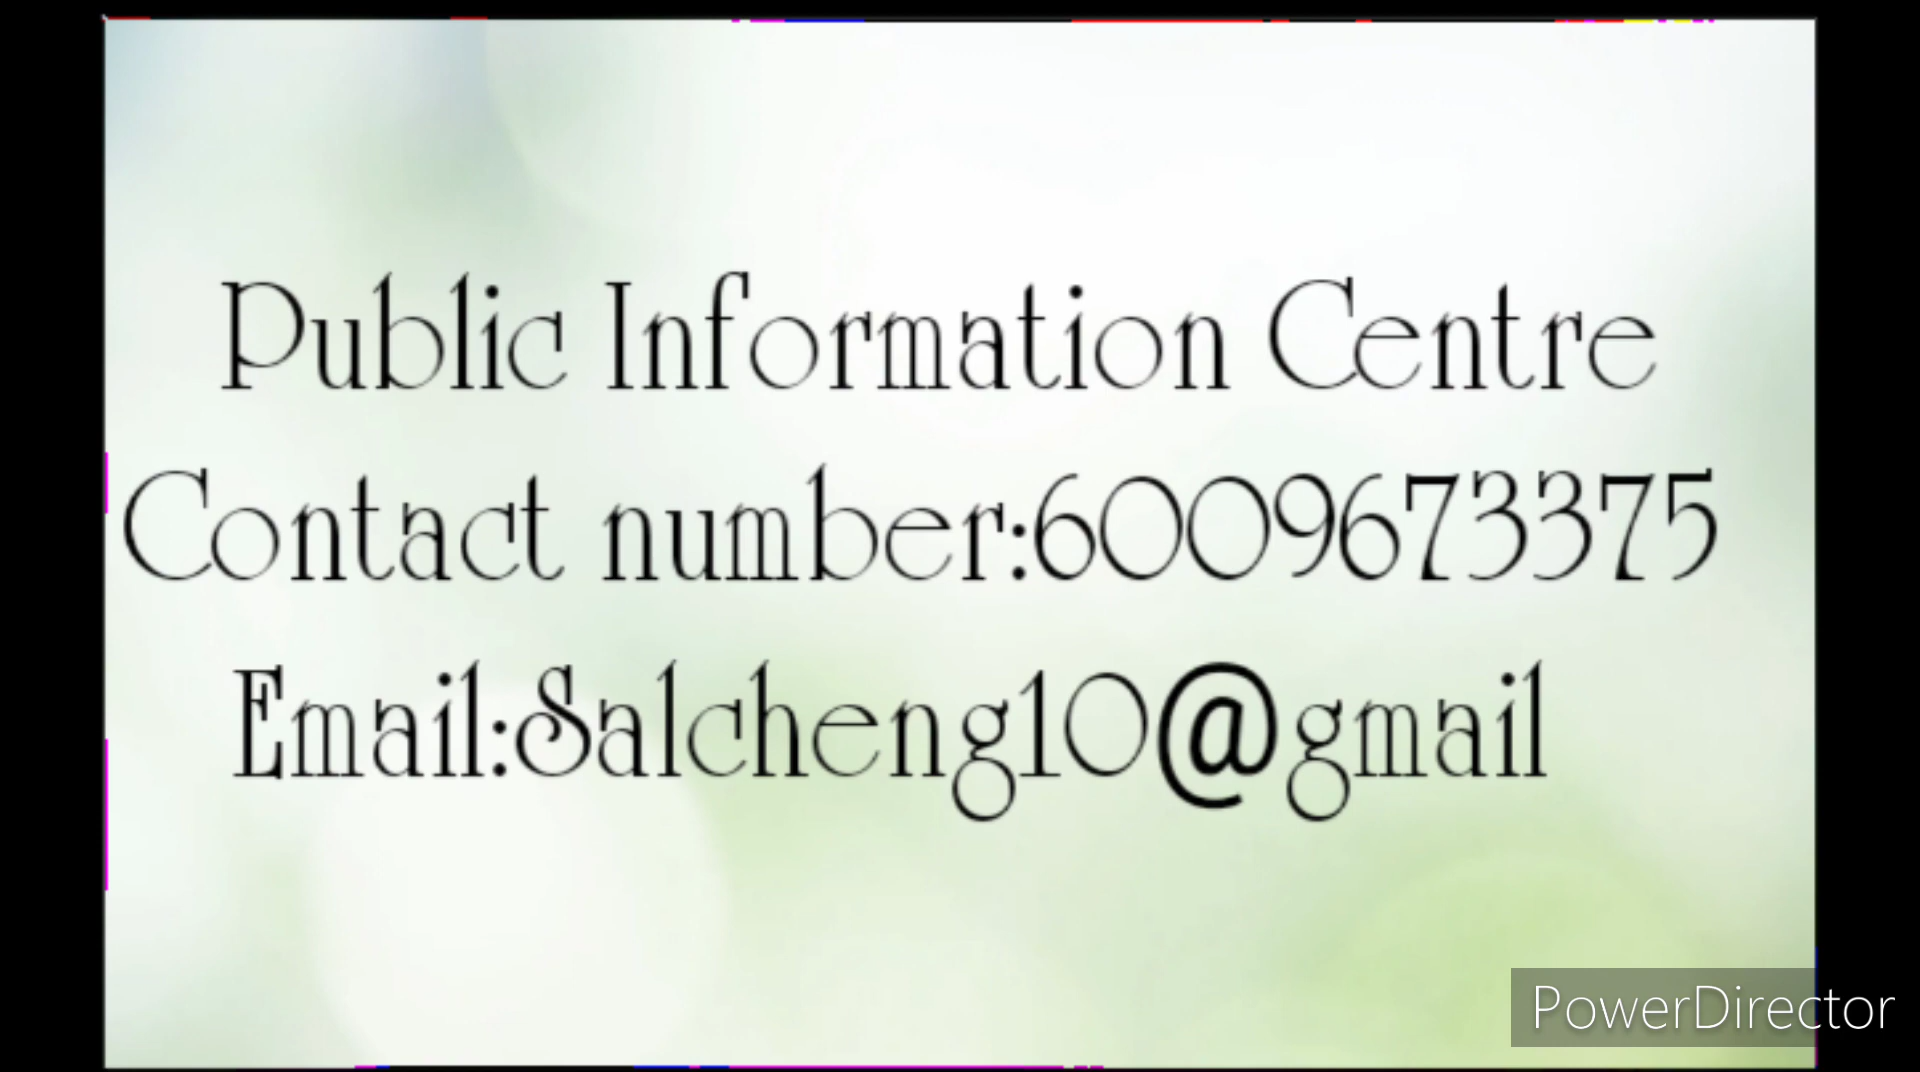 Public Information Centre
Contact number:6009673375
Email:Salcheng10@gmail
PowerDirector